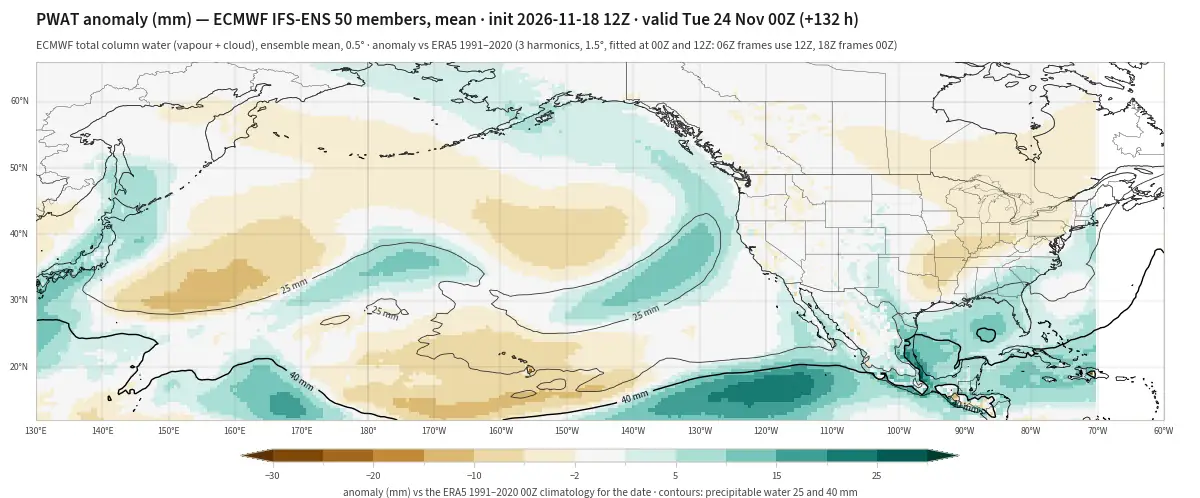 PWAT anomaly (mm) — ECMWF IFS-ENS 50 members, mean · init 2026-11-18 12Z · valid Tue 24 Nov 00Z (+132 h)
ECMWF total column water (vapour + cloud), ensemble mean, 0.5° · anomaly vs ERA5 1991–2020 (3 harmonics, 1.5°, fitted at 00Z and 12Z: 06Z frames use 12Z, 18Z frames 00Z)
60°N
50°N
40°N
30°N
20°N
25 mm
25 mm
25 mm
40 mm
40 mm
130°E 140°E 150°E 160°E 170°E 180° 170°W 160°W 150°W 140°W 130°W 120°W 110°W 100°W 90°W 80°W 70°W 60°W
−30 −20 −10 −2 5 15 25
anomaly (mm) vs the ERA5 1991–2020 00Z climatology for the date · contours: precipitable water 25 and 40 mm